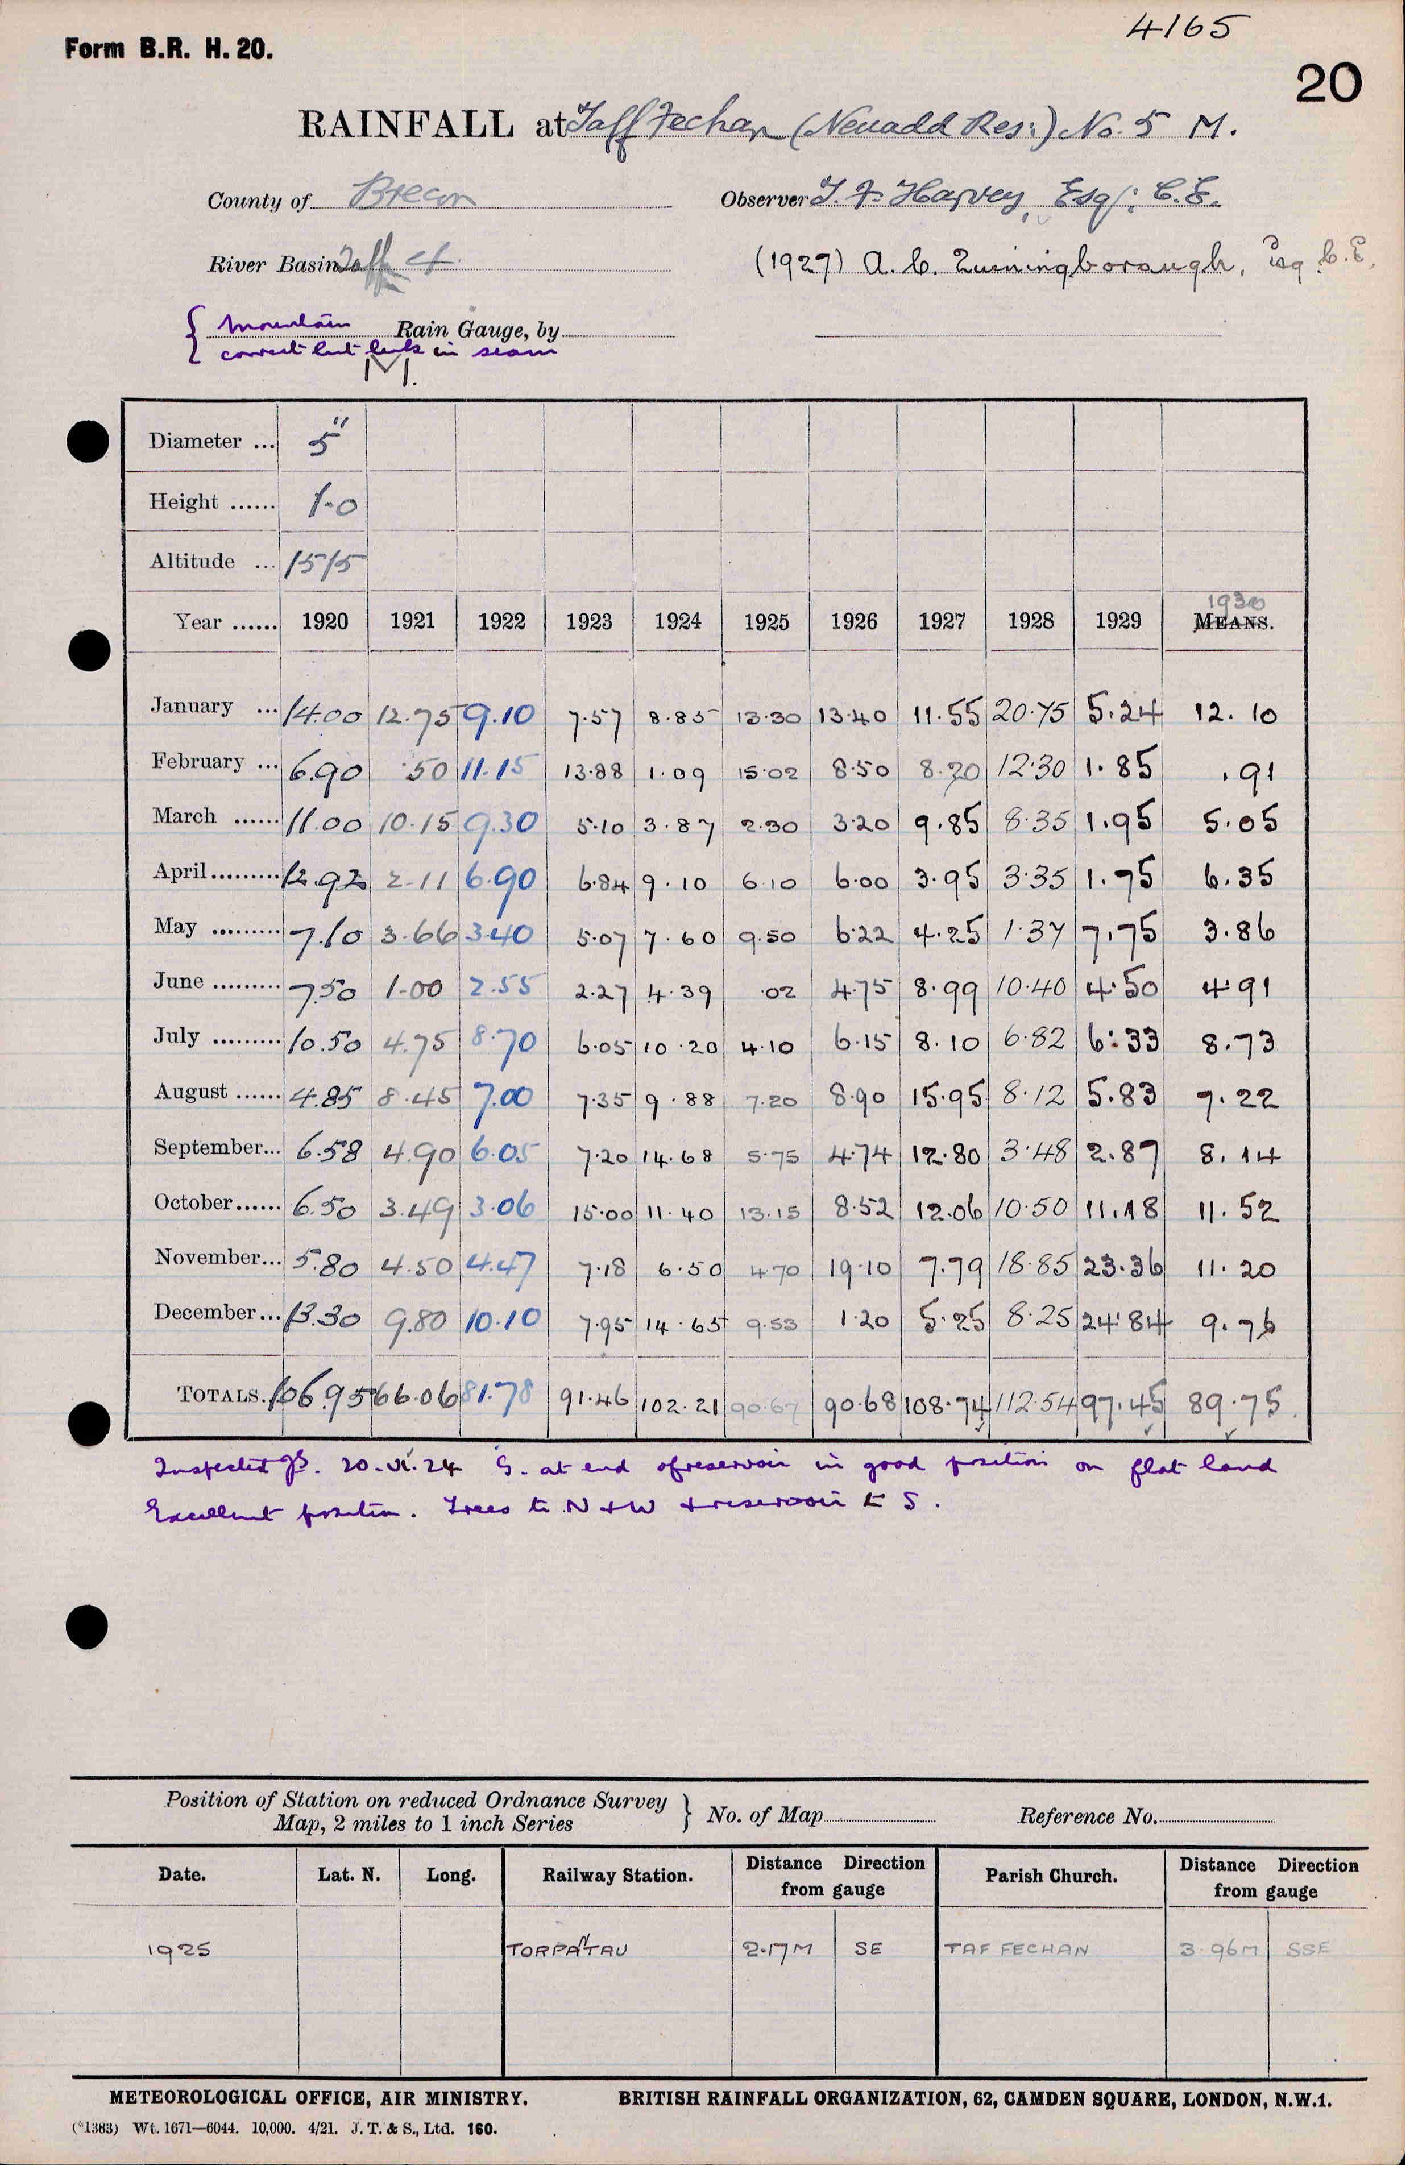 4165
Form B.R. H. 20.
20
RAINFALL at Taff Fechan (Neuadd Res:) No. 5 M.
County of Brecon Observer T. F. Harvey, Esq; C.E.
River Basin Taff 4 (1927) A. C. Esq C.E.
{ Mountain Rain Gauge, by
correct but leak in seam
M.
Diameter ... 5"
Height ...... 1-0
Altitude ... 1515
1930
Year ...... 1920 1921 1922 1923 1924 1925 1926 1927 1928 1929 MEANS.
January ... 14.00 12.75 9.10 7.57 8.85 13.30 13.40 11.55 20.75 5.24 12.10
February ... 6.90 .50 11.15 13.88 1.09 15.02 8.50 8.20 12.30 1.85 .91
March ...... 11.00 10.15 9.30 5.10 3.87 2.30 3.20 9.85 8.35 1.95 5.05
April ......... 12.92 2.11 6.90 6.84 9.10 6.10 6.00 3.95 3.35 1.75 6.35
May ......... 7.10 3.66 3.40 5.07 7.60 9.50 6.22 4.25 1.37 7.75 3.86
June ......... 7.50 1.00 2.55 2.27 4.39 .02 4.75 8.99 10.40 4.50 4.91
July ......... 10.50 4.75 8.70 6.05 10.20 4.10 6.15 8.10 6.82 6.33 8.73
August ...... 4.85 8.45 7.00 7.35 9.88 7.20 8.90 15.95 8.12 5.83 7.22
September... 6.58 4.90 6.05 7.20 14.68 5.75 4.74 12.80 3.48 2.87 8.14
October ...... 6.50 3.49 3.06 15.00 11.40 13.15 8.52 12.06 10.50 11.18 11.52
November... 5.80 4.50 4.47 7.18 6.50 4.70 19.10 7.79 18.85 23.36 11.20
December ... 13.30 9.80 10.10 7.95 14.65 9.53 1.20 5.25 8.25 24.84 9.76
TOTALS. 106.95 66.06 81.78 91.46 102.21 90.67 90.68 108.74 112.54 97.45 89.75
Inspected 20.VI.24 G. at end of reservoir in good position on flat land
Excellent position. Trees to N + W + reservoir to S.
Position of Station on reduced Ordnance Survey
Map, 2 miles to 1 inch Series } No. of Map Reference No.
Date. Lat. N. Long. Railway Station. Distance Direction from gauge Parish Church. Distance Direction from gauge
1925 TORPANTAU 2.17M SE TAF FECHAN 3.96M SSE
METEOROLOGICAL OFFICE, AIR MINISTRY. BRITISH RAINFALL ORGANIZATION, 62, CAMDEN SQUARE, LONDON, N.W.1.
(*1383) Wt. 1671—6044. 10,000. 4/21. J. T. & S., Ltd. 160.